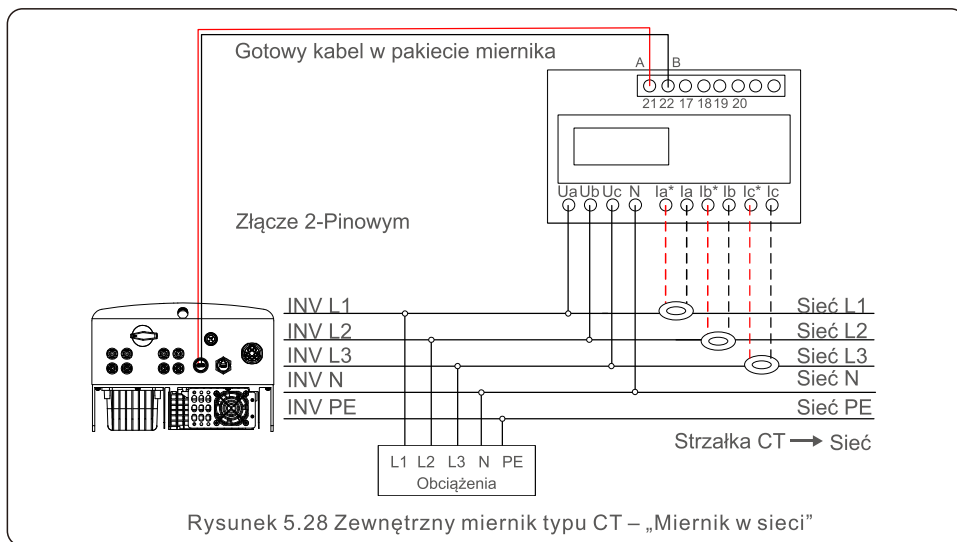 Gotowy kabel w pakiecie miernika
A B
21 22 17 18 19 20
Ua Ub Uc N Ia* Ia Ib* Ib Ic* Ic
Złącze 2-Pinowym
INV L1 Sieć L1
INV L2 Sieć L2
INV L3 Sieć L3
INV N Sieć N
INV PE Sieć PE
Strzałka CT → Sieć
L1 L2 L3 N PE
Obciążenia
Rysunek 5.28 Zewnętrzny miernik typu CT – „Miernik w sieci”